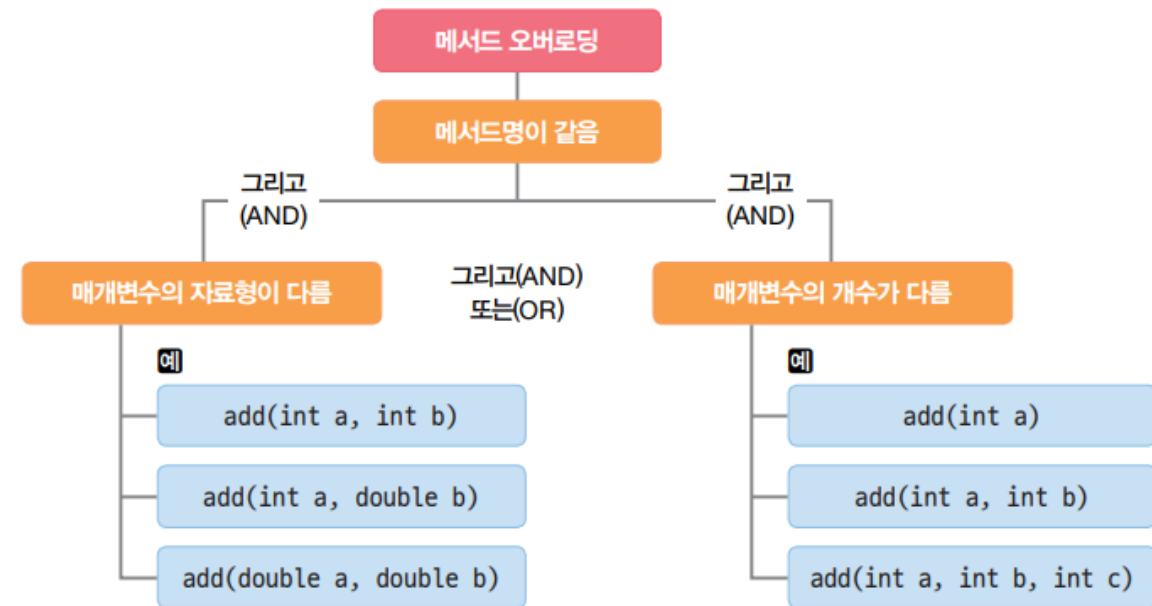 메서드 오버로딩
메서드명이 같음
그리고
(AND)
그리고
(AND)
매개변수의 자료형이 다름
그리고(AND)
또는(OR)
매개변수의 개수가 다름
예
add(int a, int b)
add(int a, double b)
add(double a, double b)
예
add(int a)
add(int a, int b)
add(int a, int b, int c)